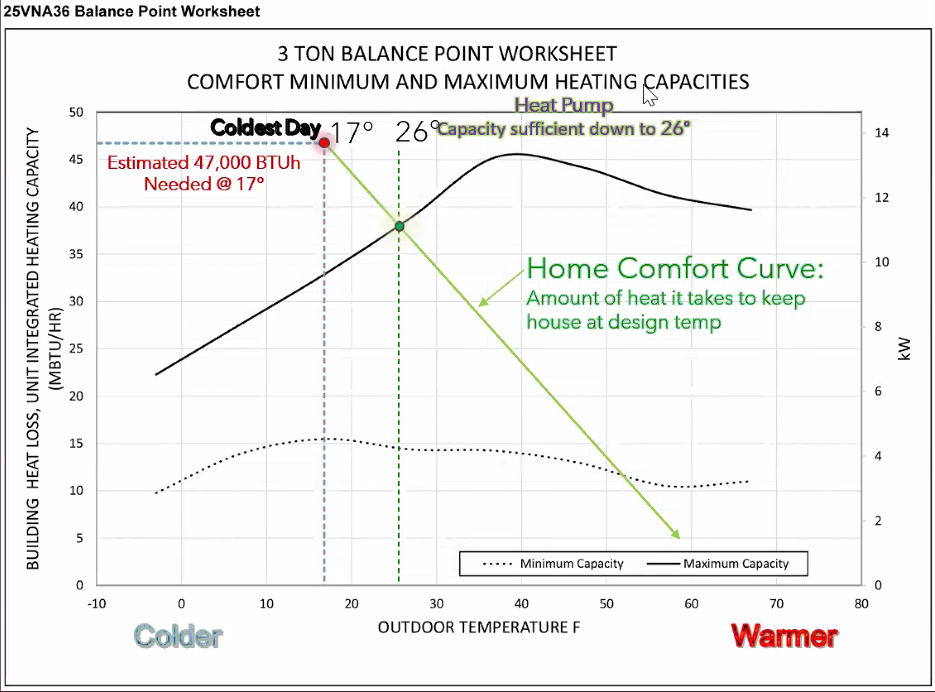 25VNA36 Balance Point Worksheet
3 TON BALANCE POINT WORKSHEET
COMFORT MINIMUM AND MAXIMUM HEATING CAPACITIES
Heat Pump
Capacity sufficient down to 26°
Coldest Day
17°
26°
Estimated 47,000 BTUh
Needed @ 17°
Home Comfort Curve:
Amount of heat it takes to keep
house at design temp
BUILDING HEAT LOSS, UNIT INTEGRATED HEATING CAPACITY
(MBTU/HR)
50
45
40
35
30
25
20
15
10
5
0
14
12
10
8
6
4
2
0
kW
Minimum Capacity
Maximum Capacity
-10
0
10
20
30
40
50
60
70
80
OUTDOOR TEMPERATURE F
Colder
Warmer